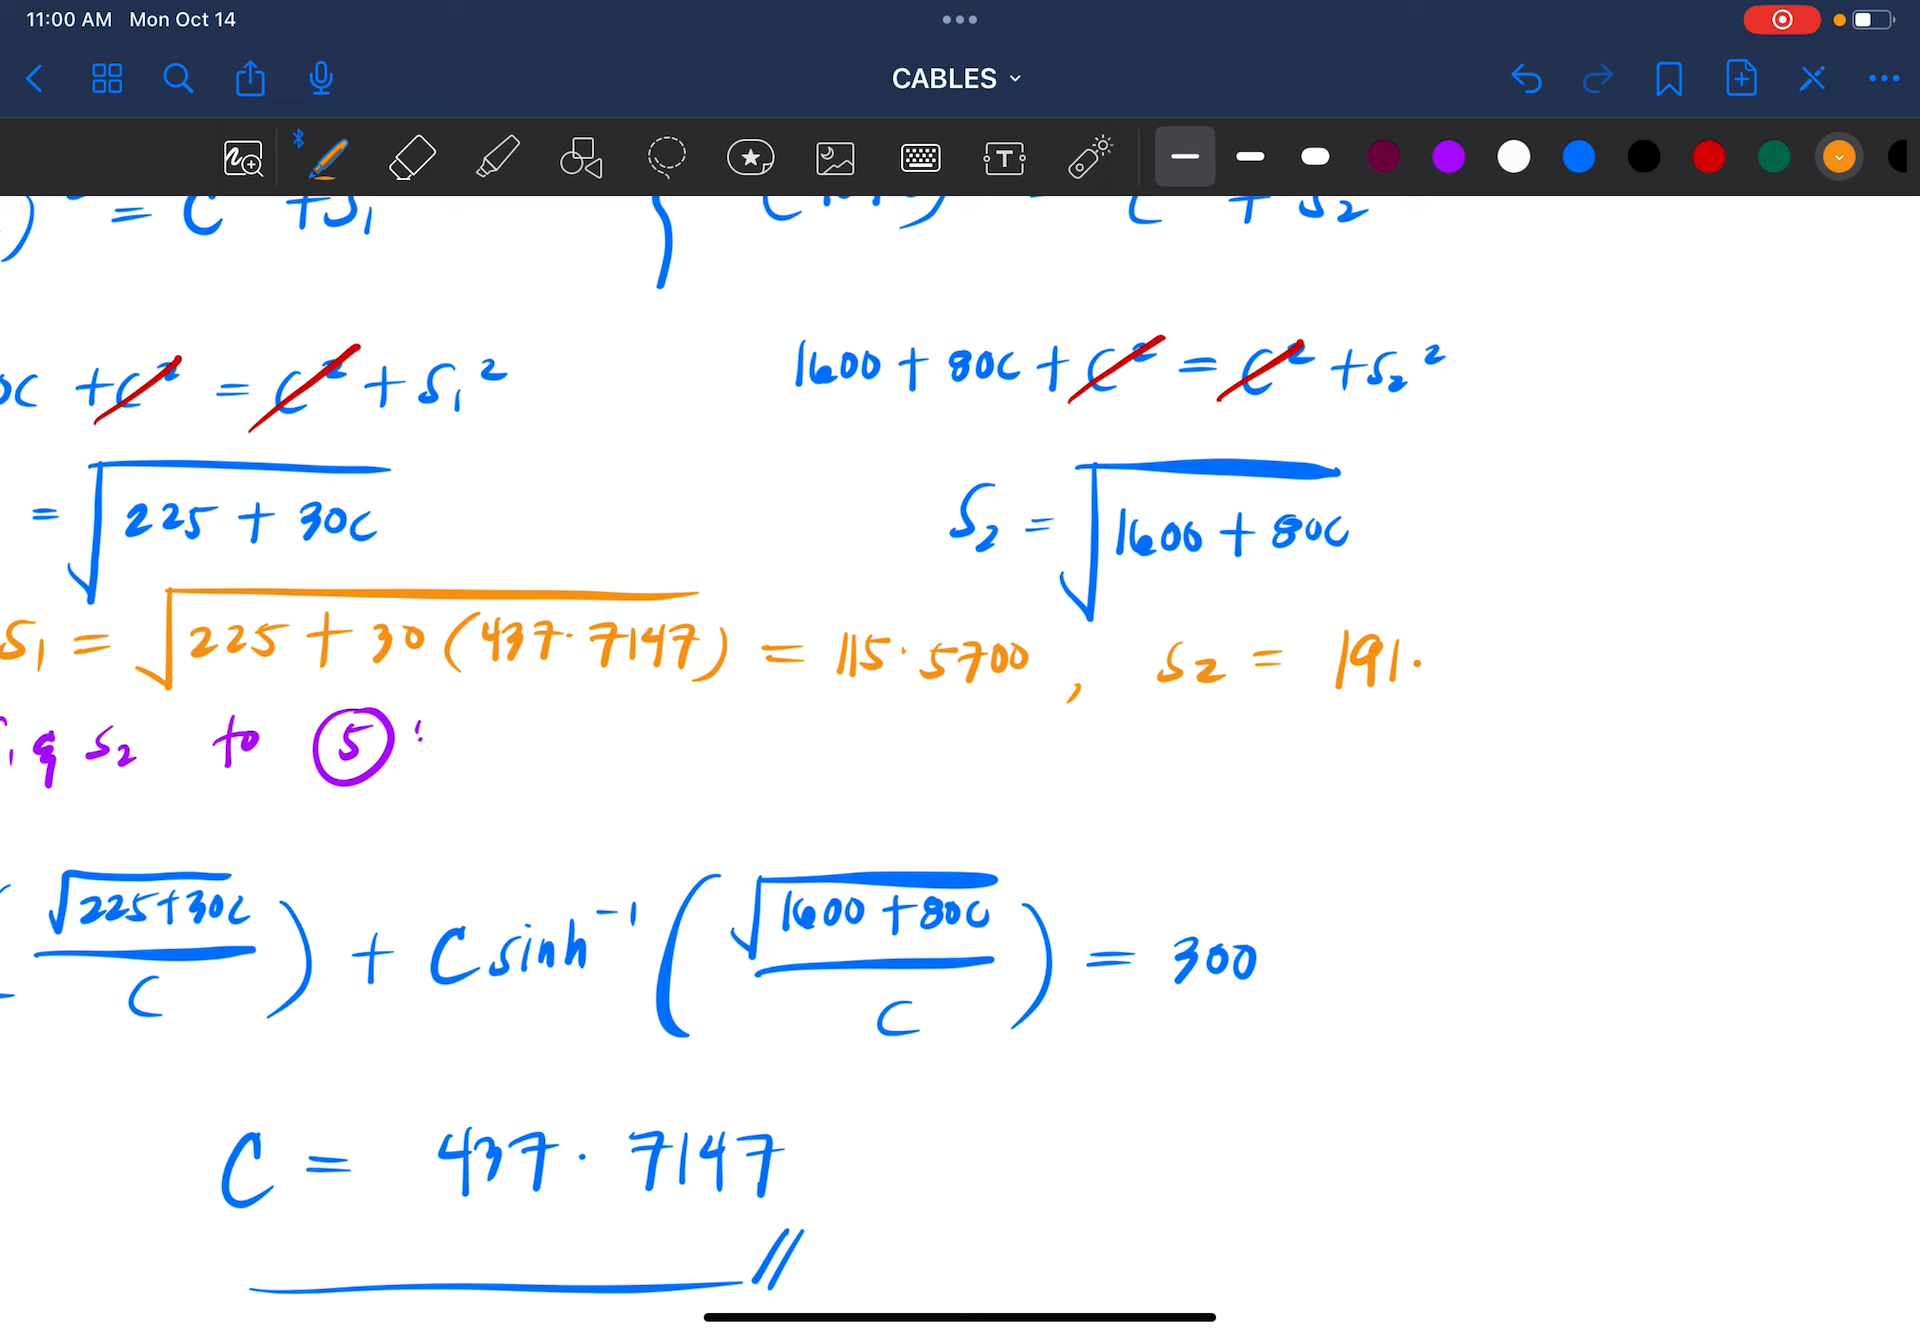 11:00 AM Mon Oct 14
CABLES
) = C + S₁
= C + S₂
0C + C² = C² + S₁²
1600 + 80C + C² = C² + S₂²
= √225 + 30C
S₂ = √1600 + 80C
S₁ = √225 + 30 (437.7147) = 115.5700 , S2 = 191.
& S₂ to ⑤ :
√225+30C / C ) + C sinh⁻¹ ( √1600 + 80C / C ) = 300
C = 437.7147 //